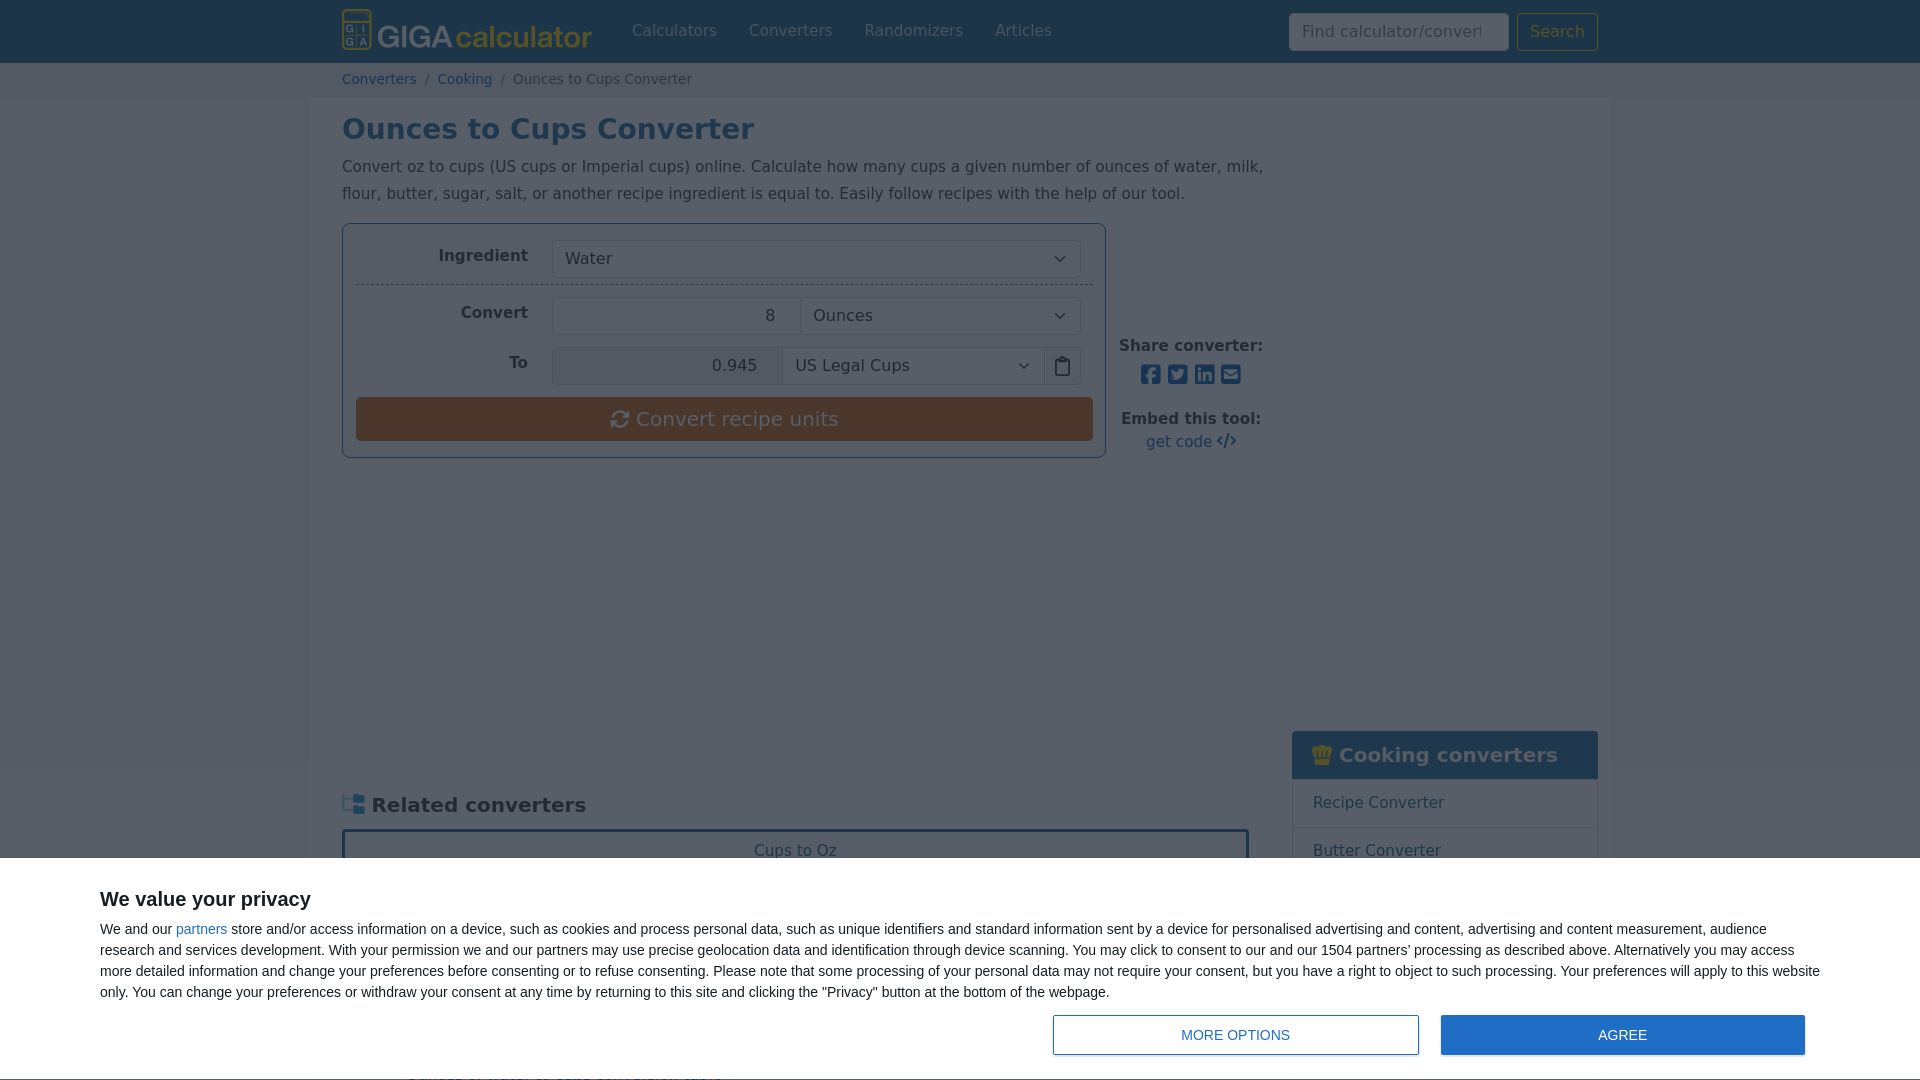 GIGA GIGAcalculator Calculators Converters Randomizers Articles Find calculator/convert Search
Converters / Cooking / Ounces to Cups Converter
Ounces to Cups Converter
Convert oz to cups (US cups or Imperial cups) online. Calculate how many cups a given number of ounces of water, milk,
flour, butter, sugar, salt, or another recipe ingredient is equal to. Easily follow recipes with the help of our tool.
Ingredient Water
Convert 8 Ounces
To 0.945 US Legal Cups
Convert recipe units
Share converter:
Embed this tool:
get code </>
Cooking converters
Recipe Converter
Butter Converter
Related converters
Cups to Oz
We value your privacy
We and our partners store and/or access information on a device, such as cookies and process personal data, such as unique identifiers and standard information sent by a device for personalised advertising and content, advertising and content measurement, audience
research and services development. With your permission we and our partners may use precise geolocation data and identification through device scanning. You may click to consent to our and our 1504 partners’ processing as described above. Alternatively you may access
more detailed information and change your preferences before consenting or to refuse consenting. Please note that some processing of your personal data may not require your consent, but you have a right to object to such processing. Your preferences will apply to this website
only. You can change your preferences or withdraw your consent at any time by returning to this site and clicking the "Privacy" button at the bottom of the webpage.
MORE OPTIONS AGREE